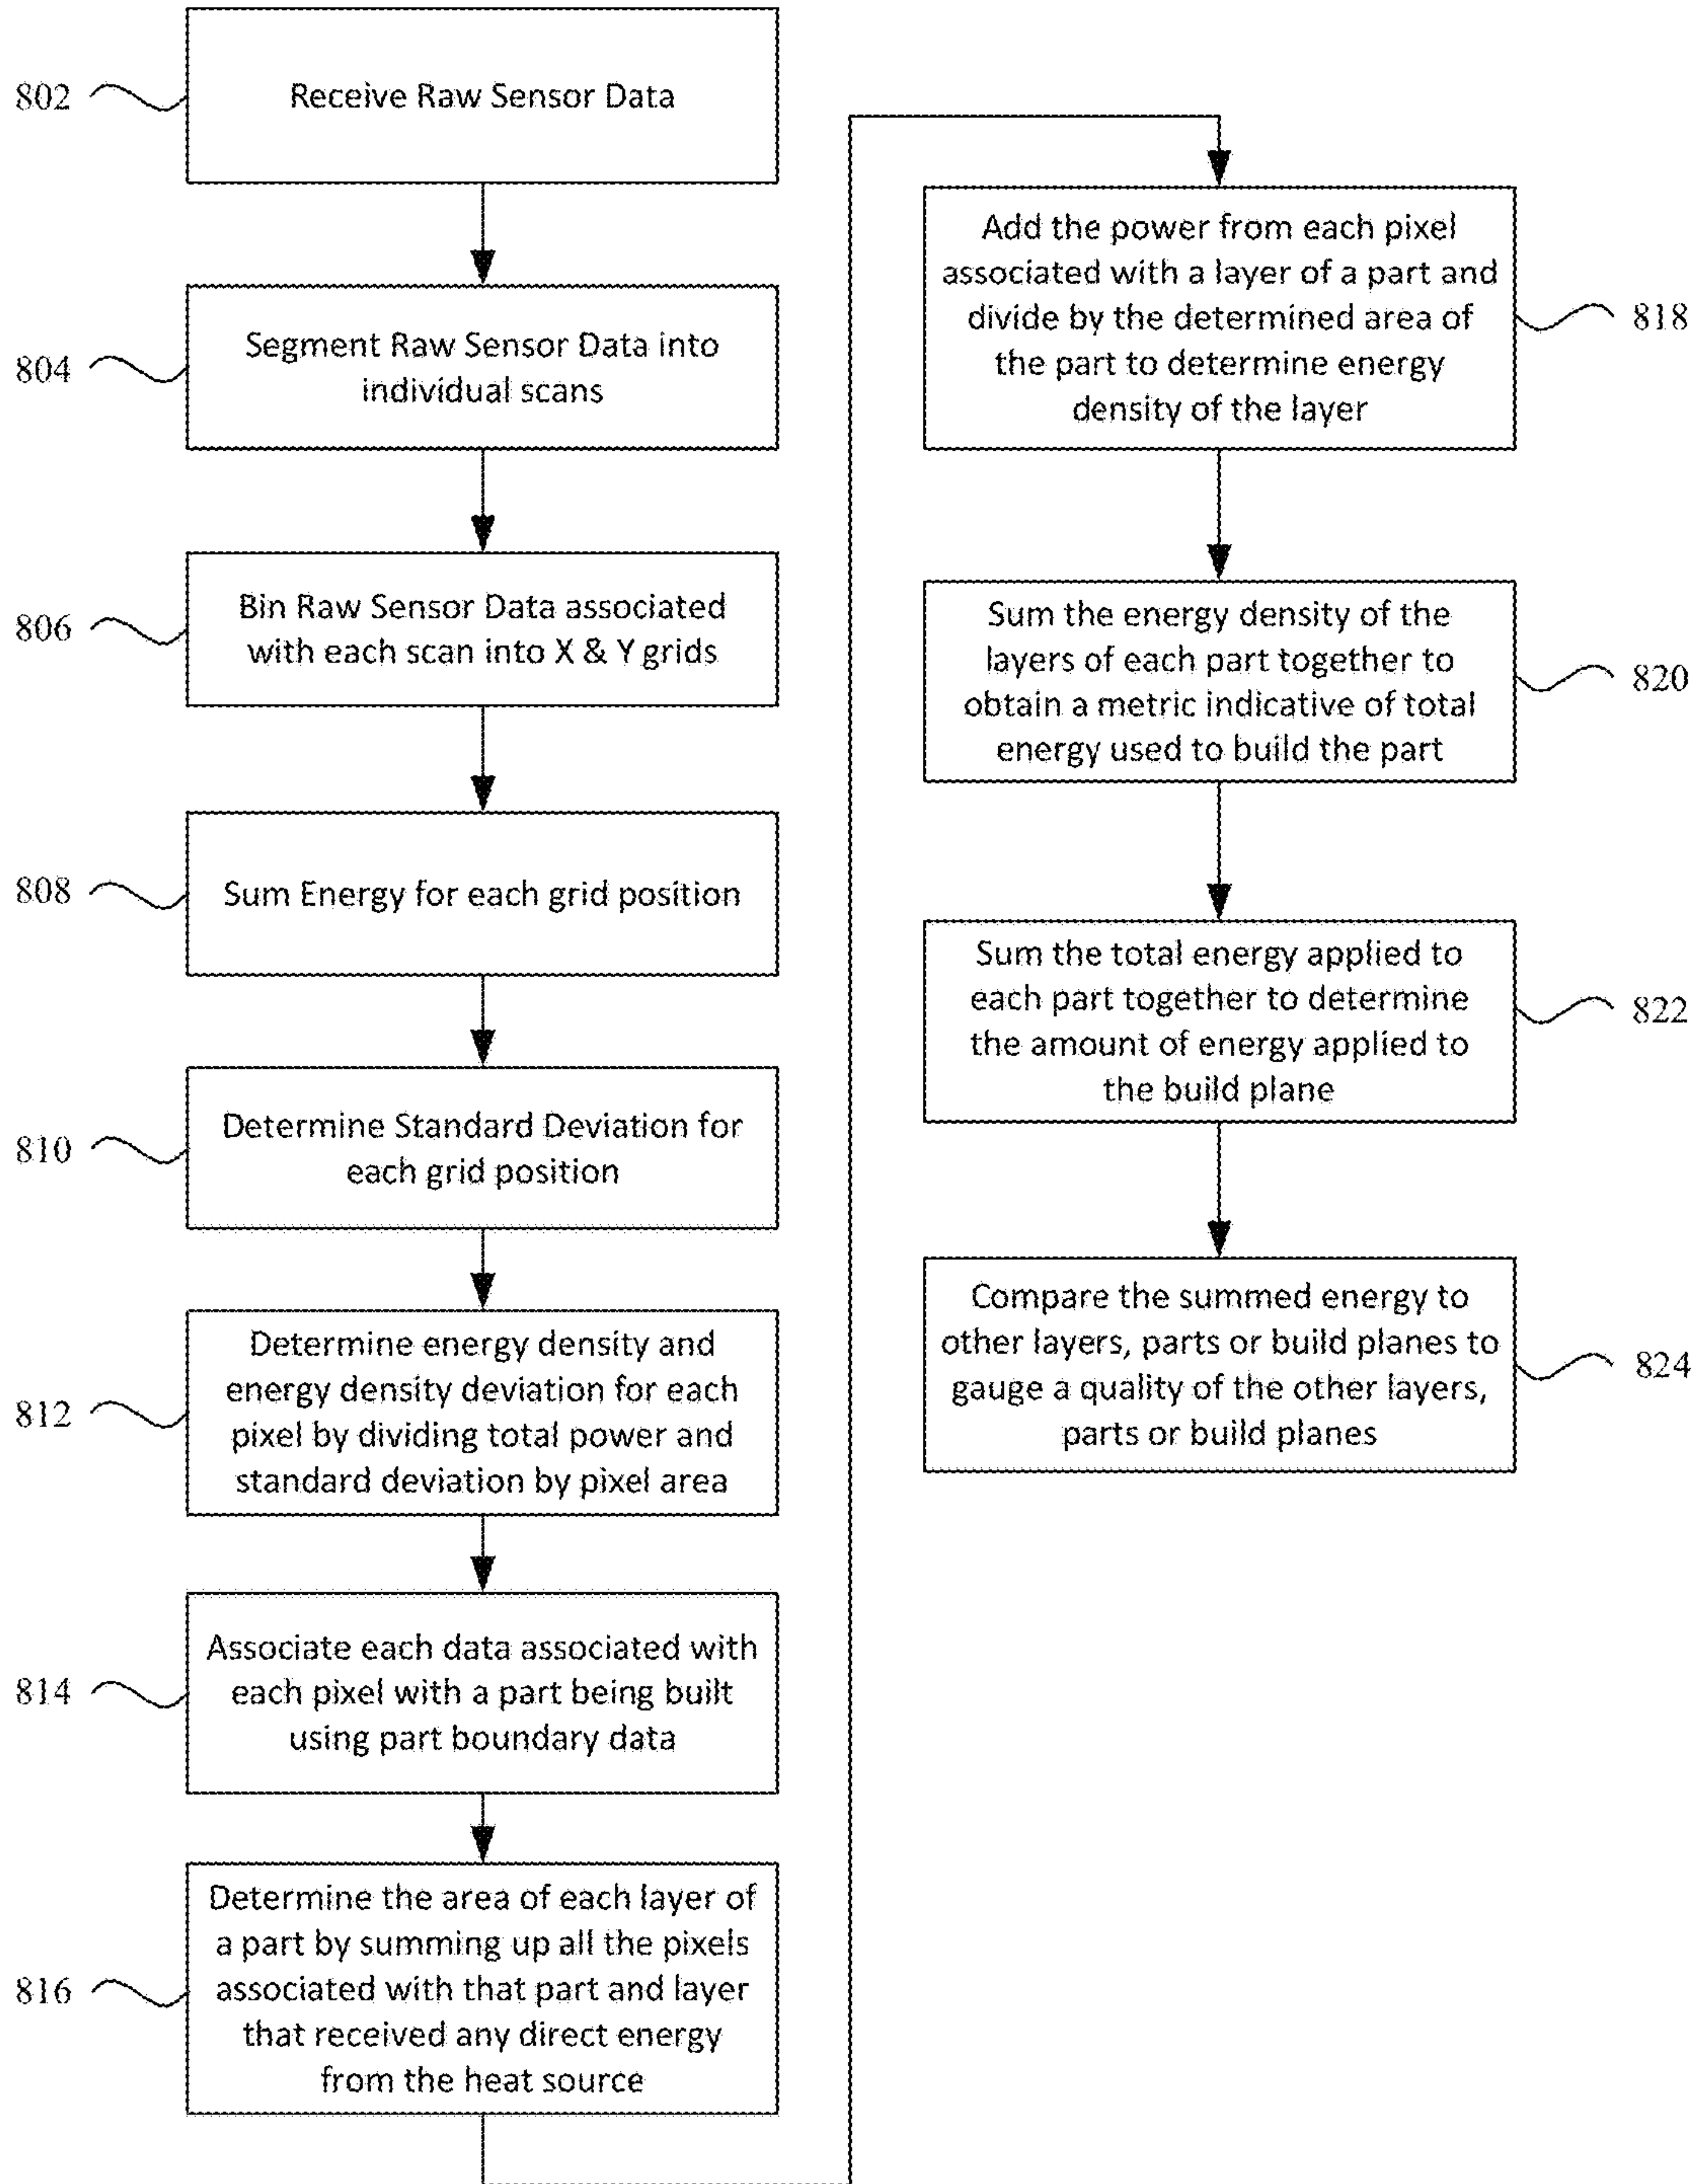 802
Receive Raw Sensor Data
804
Segment Raw Sensor Data into
individual scans
806
Bin Raw Sensor Data associated
with each scan into X & Y grids
808
Sum Energy for each grid position
810
Determine Standard Deviation for
each grid position
812
Determine energy density and
energy density deviation for each
pixel by dividing total power and
standard deviation by pixel area
814
Associate each data associated with
each pixel with a part being built
using part boundary data
816
Determine the area of each layer of
a part by summing up all the pixels
associated with that part and layer
that received any direct energy
from the heat source
Add the power from each pixel
associated with a layer of a part and
divide by the determined area of
the part to determine energy
density of the layer
818
Sum the energy density of the
layers of each part together to
obtain a metric indicative of total
energy used to build the part
820
Sum the total energy applied to
each part together to determine
the amount of energy applied to
the build plane
822
Compare the summed energy to
other layers, parts or build planes to
gauge a quality of the other layers,
parts or build planes
824